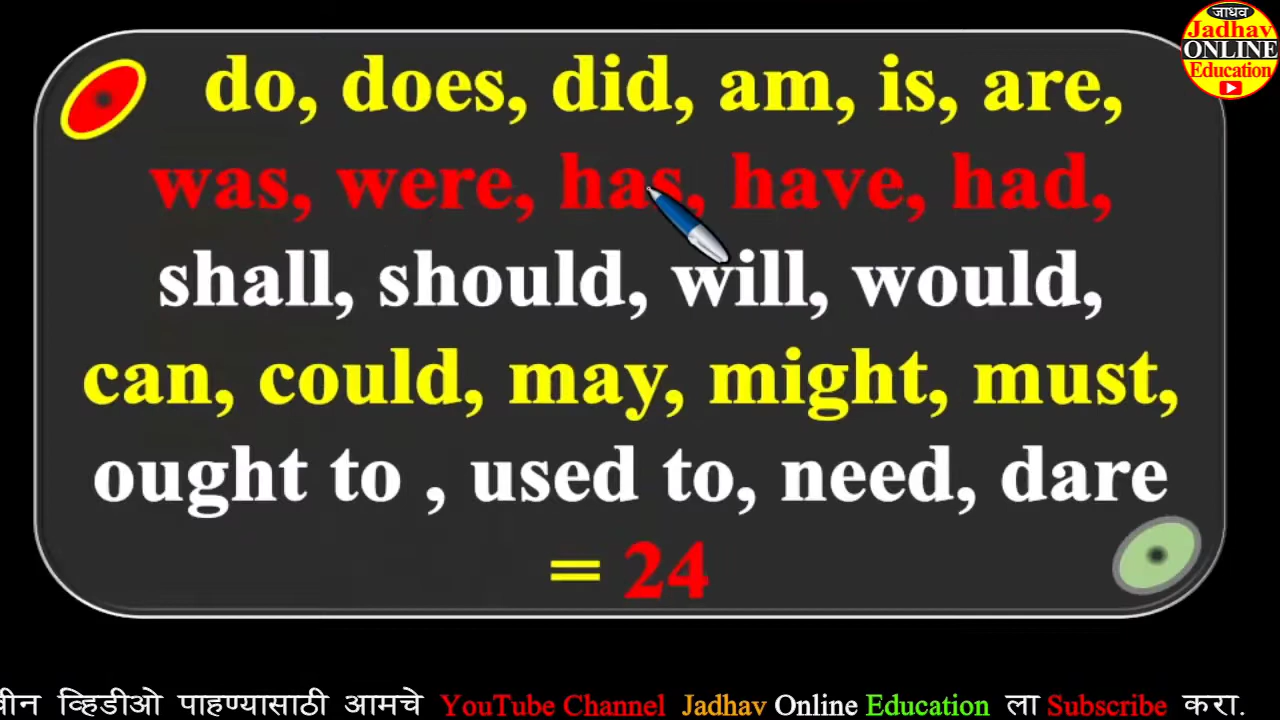 जाधव
Jadhav
ONLINE
Education
do, does, did, am, is, are,
was, were, has, have, had,
shall, should, will, would,
can, could, may, might, must,
ought to , used to, need, dare
= 24
व्हिडीओ पाहण्यासाठी आमचे YouTube Channel Jadhav Online Education ला Subscribe करा.